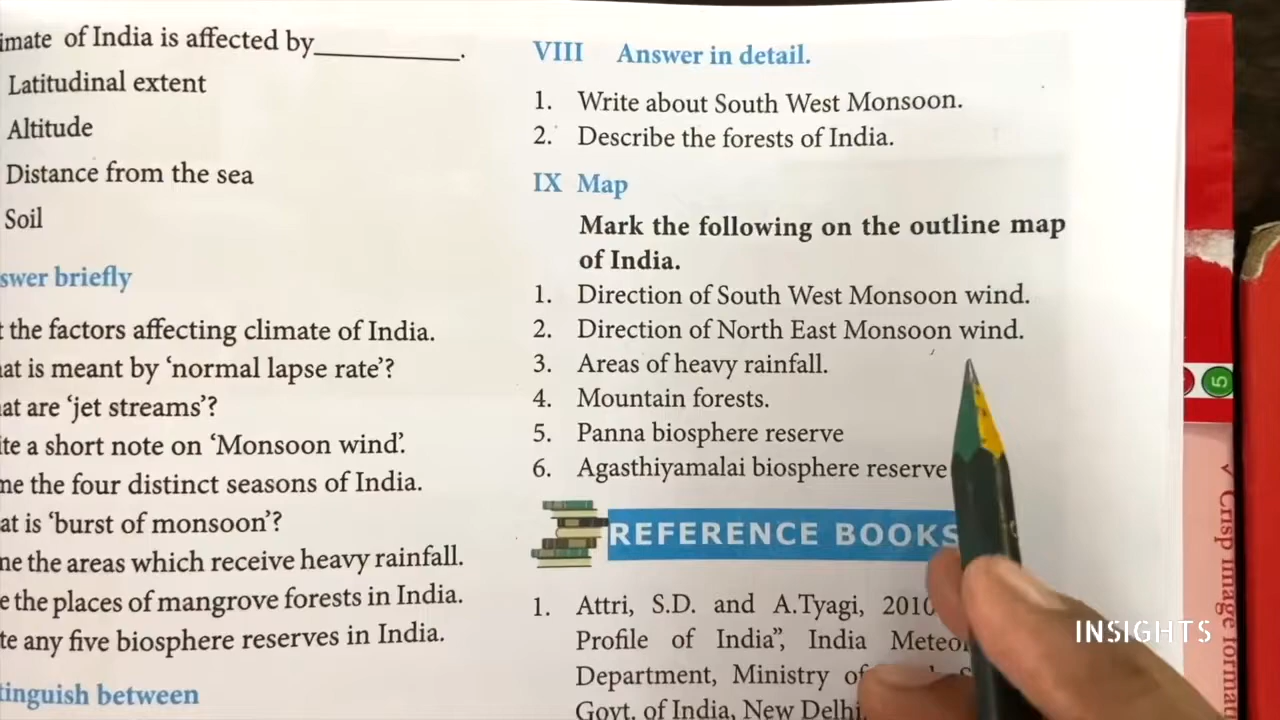 imate of India is affected by__________.
Latitudinal extent
Altitude
Distance from the sea
Soil
swer briefly
t the factors affecting climate of India.
at is meant by ‘normal lapse rate’?
at are ‘jet streams’?
ite a short note on ‘Monsoon wind’.
me the four distinct seasons of India.
at is ‘burst of monsoon’?
me the areas which receive heavy rainfall.
e the places of mangrove forests in India.
te any five biosphere reserves in India.
tinguish between
VIII Answer in detail.
1. Write about South West Monsoon.
2. Describe the forests of India.
IX Map
Mark the following on the outline map
of India.
1. Direction of South West Monsoon wind.
2. Direction of North East Monsoon wind.
3. Areas of heavy rainfall.
4. Mountain forests.
5. Panna biosphere reserve
6. Agasthiyamalai biosphere reserve
REFERENCE BOOKS
1. Attri, S.D. and A.Tyagi, 2010
Profile of India”, India Meteo
Department, Ministry of
Govt. of India, New Delhi.
5
✓ Crisp image format
INSIGHTS